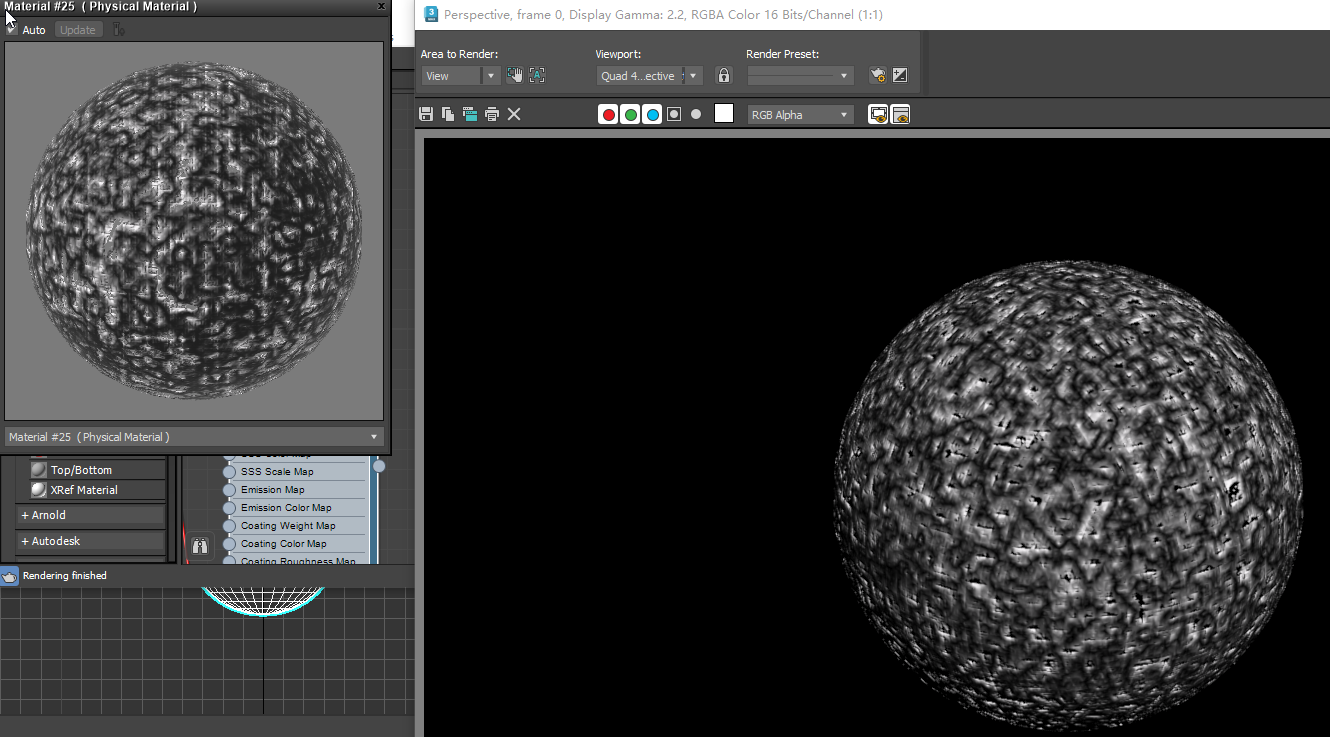 Material #25 ( Physical Material )
x
Auto
Update
Perspective, frame 0, Display Gamma: 2.2, RGBA Color 16 Bits/Channel (1:1)
Area to Render:
Viewport:
Render Preset:
View
Quad 4...ective
RGB Alpha
Material #25 ( Physical Material )
Top/Bottom
XRef Material
+ Arnold
+ Autodesk
SSS Scale Map
Emission Map
Emission Color Map
Coating Weight Map
Coating Color Map
Coating Roughness Map
Rendering finished